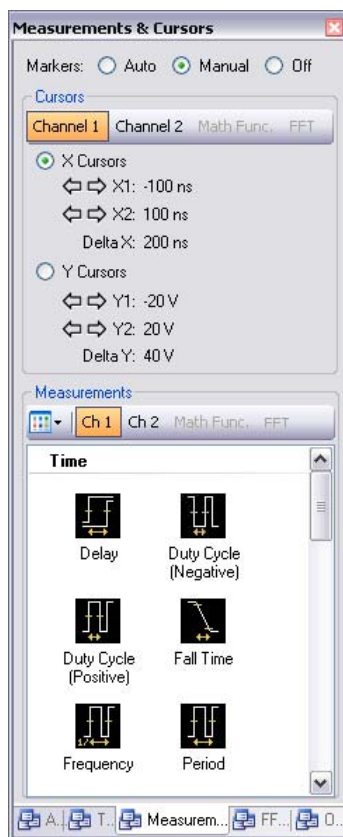 Measurements & Cursors
Markers: Auto Manual Off
Cursors
Channel 1 Channel 2 Math Func. FFT
X Cursors
X1: -100 ns
X2: 100 ns
Delta X: 200 ns
Y Cursors
Y1: -20 V
Y2: 20 V
Delta Y: 40 V
Measurements
Ch 1 Ch 2 Math Func. FFT
Time
Delay
Duty Cycle
(Negative)
Duty Cycle
(Positive)
Fall Time
Frequency
Period
A... T... Measurem... FF... O...